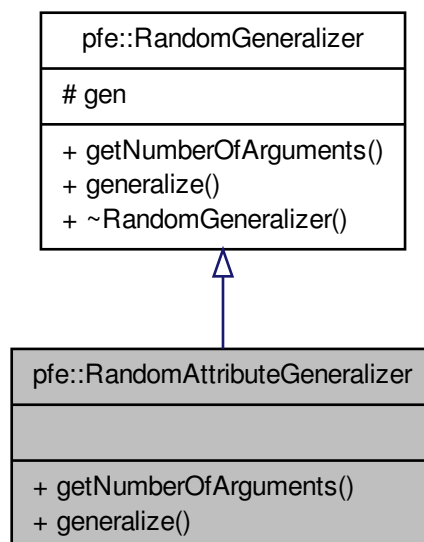 pfe::RandomGeneralizer
# gen
+ getNumberOfArguments()
+ generalize()
+ ~RandomGeneralizer()
pfe::RandomAttributeGeneralizer
+ getNumberOfArguments()
+ generalize()